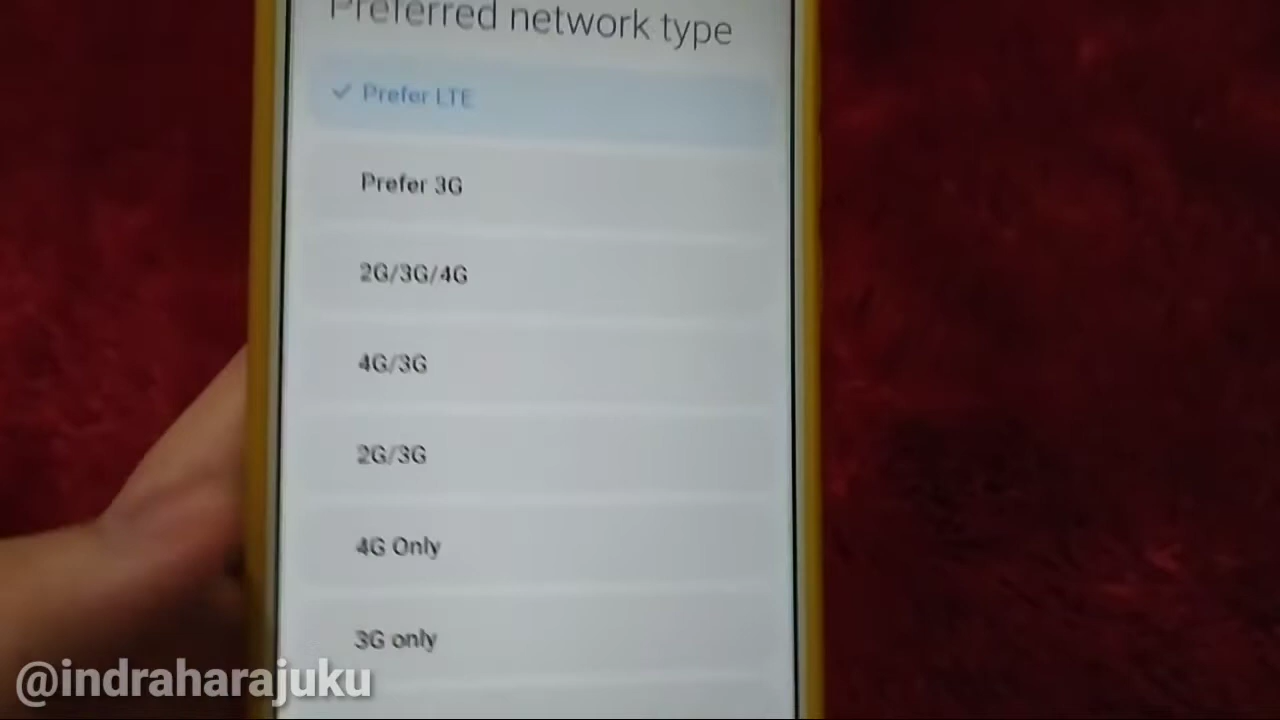 Preferred network type
Prefer LTE
Prefer 3G
2G/3G/4G
4G/3G
2G/3G
4G Only
3G only
@indraharajuku